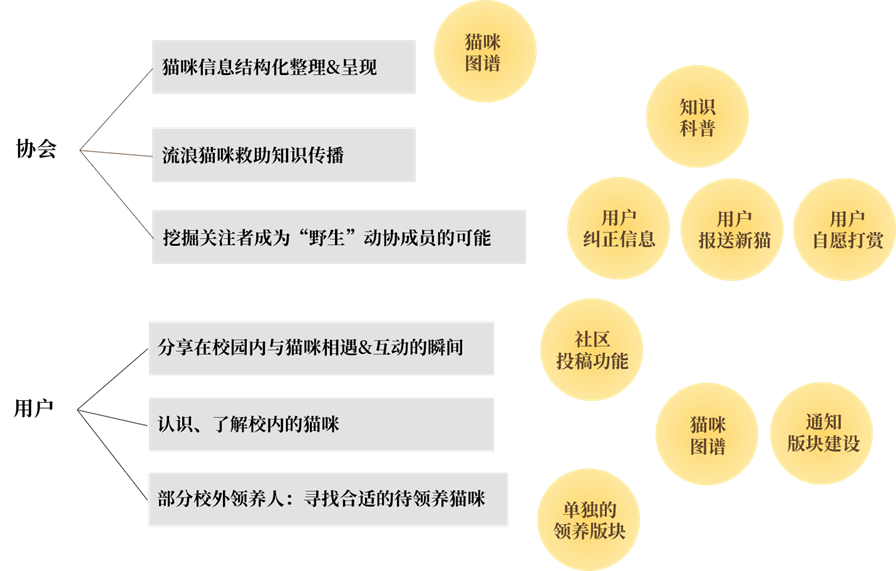 猫咪信息结构化整理&呈现
猫咪
图谱
知识
科普
协会
流浪猫咪救助知识传播
挖掘关注者成为“野生”动协成员的可能
用户
纠正信息
用户
报送新猫
用户
自愿打赏
分享在校园内与猫咪相遇&互动的瞬间
社区
投稿功能
用户
认识、了解校内的猫咪
猫咪
图谱
通知
版块建设
部分校外领养人：寻找合适的待领养猫咪
单独的
领养版块